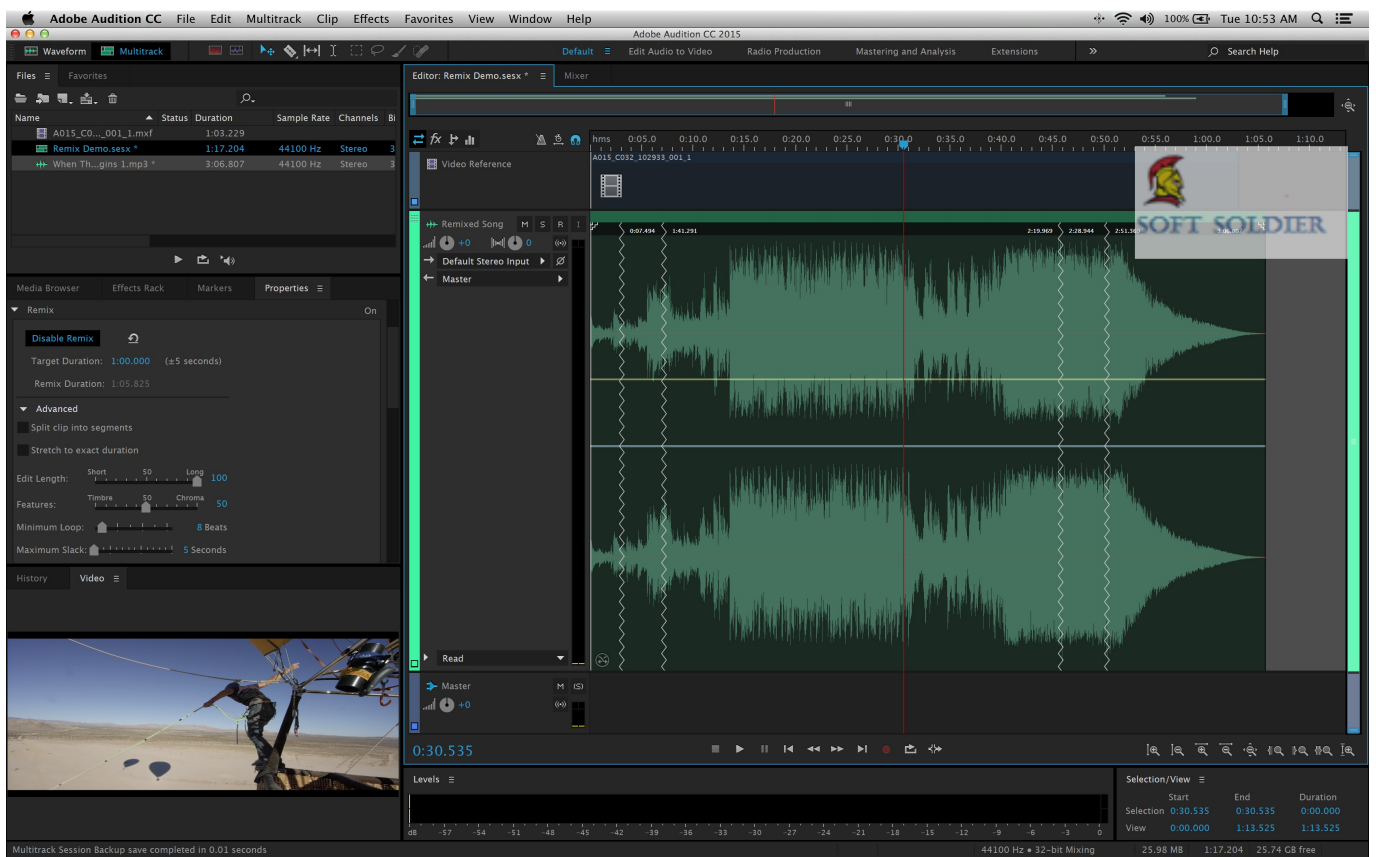 Adobe Audition CC File Edit Multitrack Clip Effects Favorites View Window Help 100% Tue 10:53 AM
Adobe Audition CC 2015
Waveform Multitrack Default Edit Audio to Video Radio Production Mastering and Analysis Extensions » Search Help
Files Favorites
Editor: Remix Demo.sesx * Mixer
Name Status Duration Sample Rate Channels Bi
A015_C0..._001_1.mxf 1:03.229
Remix Demo.sesx * 1:17.204 44100 Hz Stereo 3
When Th...gins 1.mp3 * 3:06.807 44100 Hz Stereo 3
hms 0:05.0 0:10.0 0:15.0 0:20.0 0:25.0 0:30.0 0:35.0 0:40.0 0:45.0 0:50.0 0:55.0 1:00.0 1:05.0 1:10.0
Video Reference
A015_C032_102933_001_1
SOFT SOLDIER
Remixed Song M S R I
0:07.494 1:41.291 2:19.969 2:28.944
+0 0
Default Stereo Input
Master
Media Browser Effects Rack Markers Properties
Remix On
Disable Remix
Target Duration: 1:00.000 (±5 seconds)
Remix Duration: 1:05.825
Advanced
Split clip into segments
Stretch to exact duration
Edit Length: Short 50 Long 100
Features: Timbre 50 Chroma 50
Minimum Loop: 8 Beats
Maximum Slack: 5 Seconds
History Video
Read
Master M (S)
+0
0:30.535
Levels
dB -57 -54 -51 -48 -45 -42 -39 -36 -33 -30 -27 -24 -21 -18 -15 -12 -9 -6 -3 0
Selection/View
Start End Duration
Selection 0:30.535 0:30.535 0:00.000
View 0:00.000 1:13.525 1:13.525
Multitrack Session Backup save completed in 0.01 seconds
44100 Hz • 32-bit Mixing 25.98 MB 1:17.204 25.74 GB free